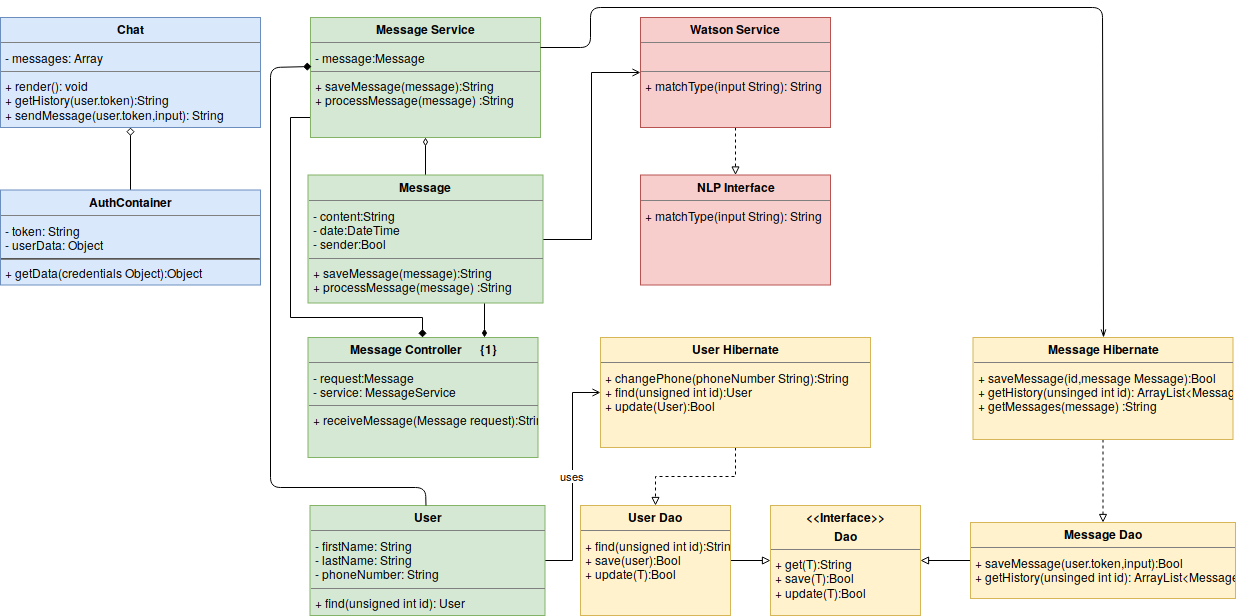 Chat
- messages: Array
+ render(): void
+ getHistory(user.token):String
+ sendMessage(user.token,input): String
AuthContainer
- token: String
- userData: Object
+ getData(credentials Object):Object
Message Service
- message:Message
+ saveMessage(message):String
+ processMessage(message) :String
Message
- content:String
- date:DateTime
- sender:Bool
+ saveMessage(message):String
+ processMessage(message) :String
Message Controller {1}
- request:Message
- service: MessageService
+ receiveMessage(Message request):Stri
User
- firstName: String
- lastName: String
- phoneNumber: String
+ find(unsigned int id): User
Watson Service
+ matchType(input String): String
NLP Interface
+ matchType(input String): String
uses
User Hibernate
+ changePhone(phoneNumber String):String
+ find(unsigned int id):User
+ update(User):Bool
User Dao
+ find(unsigned int id):Strin
+ save(user):Bool
+ update(T):Bool
<<Interface>>
Dao
+ get(T):String
+ save(T):Bool
+ update(T):Bool
Message Hibernate
+ saveMessage(id,message Message):Bool
+ getHistory(unsinged int id): ArrayList<Messag
+ getMessages(message) :String
Message Dao
+ saveMessage(user.token,input):Bool
+ getHistory(unsinged int id): ArrayList<Message